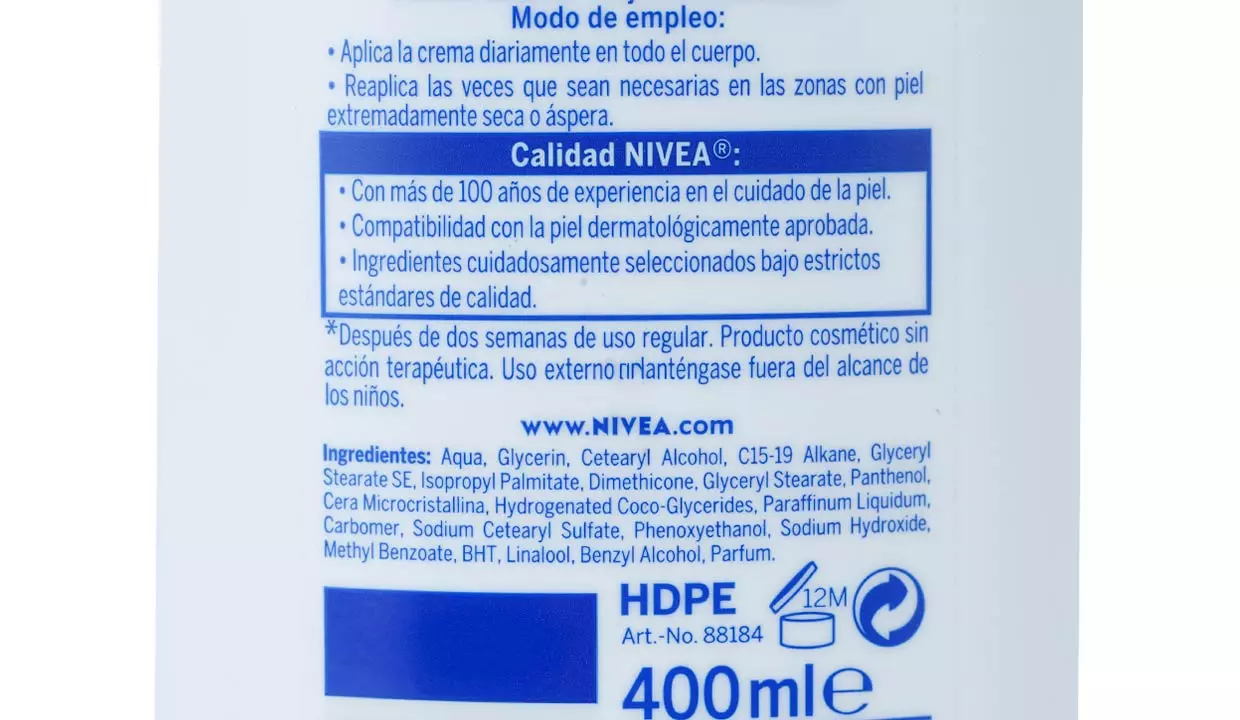 Modo de empleo:
• Aplica la crema diariamente en todo el cuerpo.
• Reaplica las veces que sean necesarias en las zonas con piel
extremadamente seca o áspera.
Calidad NIVEA®:
• Con más de 100 años de experiencia en el cuidado de la piel.
• Compatibilidad con la piel dermatológicamente aprobada.
• Ingredientes cuidadosamente seleccionados bajo estrictos
estándares de calidad.
*Después de dos semanas de uso regular. Producto cosmético sin
acción terapéutica. Uso externo fuera del alcance de
los niños.
www.NIVEA.com
Ingredientes: Aqua, Glycerin, Cetearyl Alcohol, C15-19 Alkane, Glyceryl
Stearate SE, Isopropyl Palmitate, Dimethicone, Glyceryl Stearate, Panthenol,
Cera Microcristallina, Hydrogenated Coco-Glycerides, Paraffinum Liquidum,
Carbomer, Sodium Cetearyl Sulfate, Phenoxyethanol, Sodium Hydroxide,
Methyl Benzoate, BHT, Linalool, Benzyl Alcohol, Parfum.
HDPE
12M
Art.-No. 88184
400 ml e